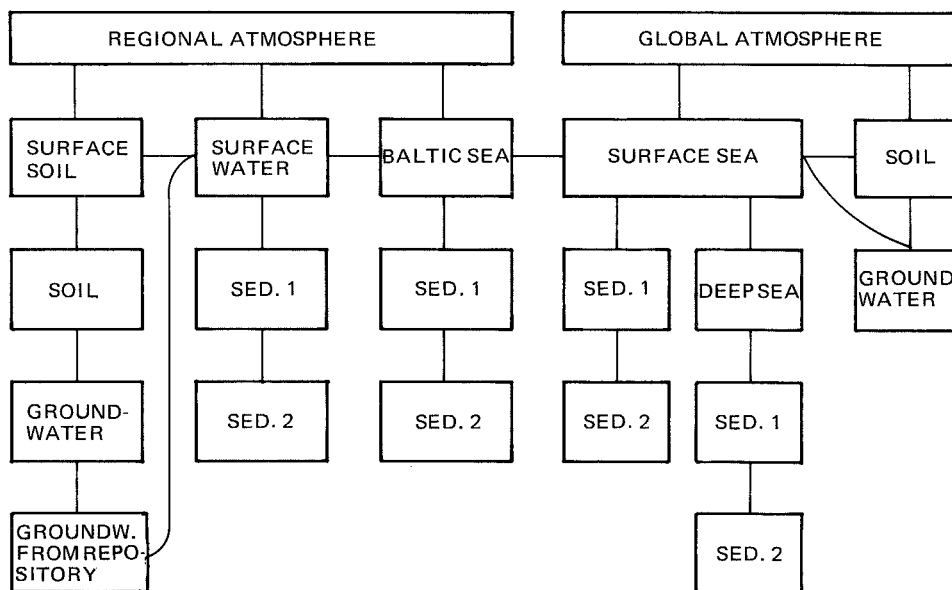 REGIONAL ATMOSPHERE
GLOBAL ATMOSPHERE
SURFACE
SOIL
SURFACE
WATER
BALTIC SEA
SURFACE SEA
SOIL
SOIL
SED. 1
SED. 1
SED. 1
DEEP SEA
GROUND
WATER
GROUND-
WATER
SED. 2
SED. 2
SED. 2
SED. 1
GROUNDW.
FROM REPO-
SITORY
SED. 2